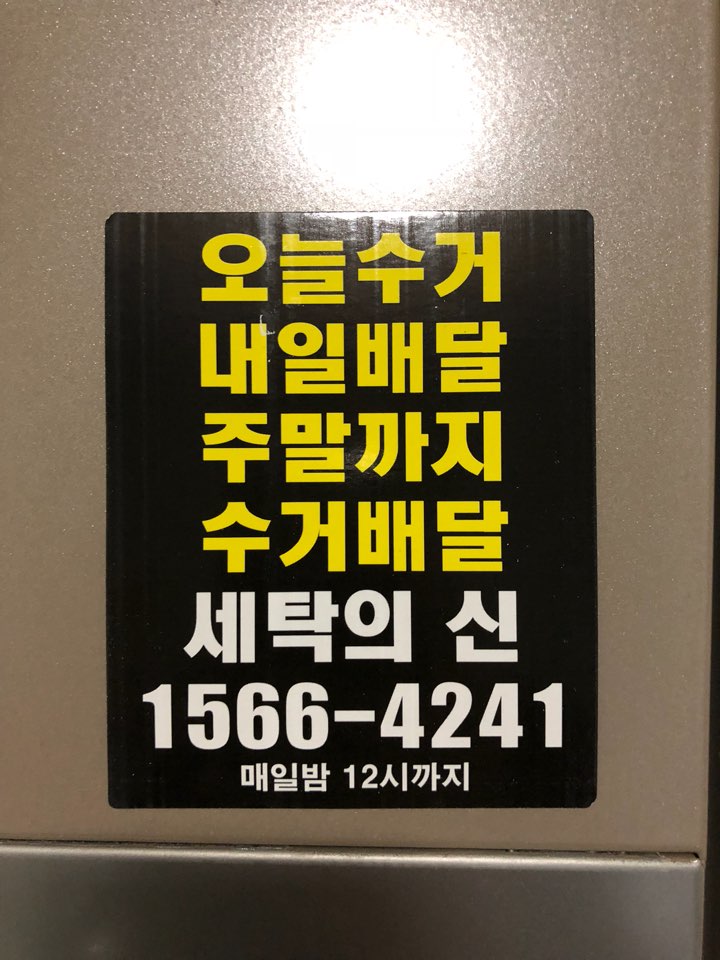 오늘수거
내일배달
주말까지
수거배달
세탁의 신
1566-4241
매일밤 12시까지